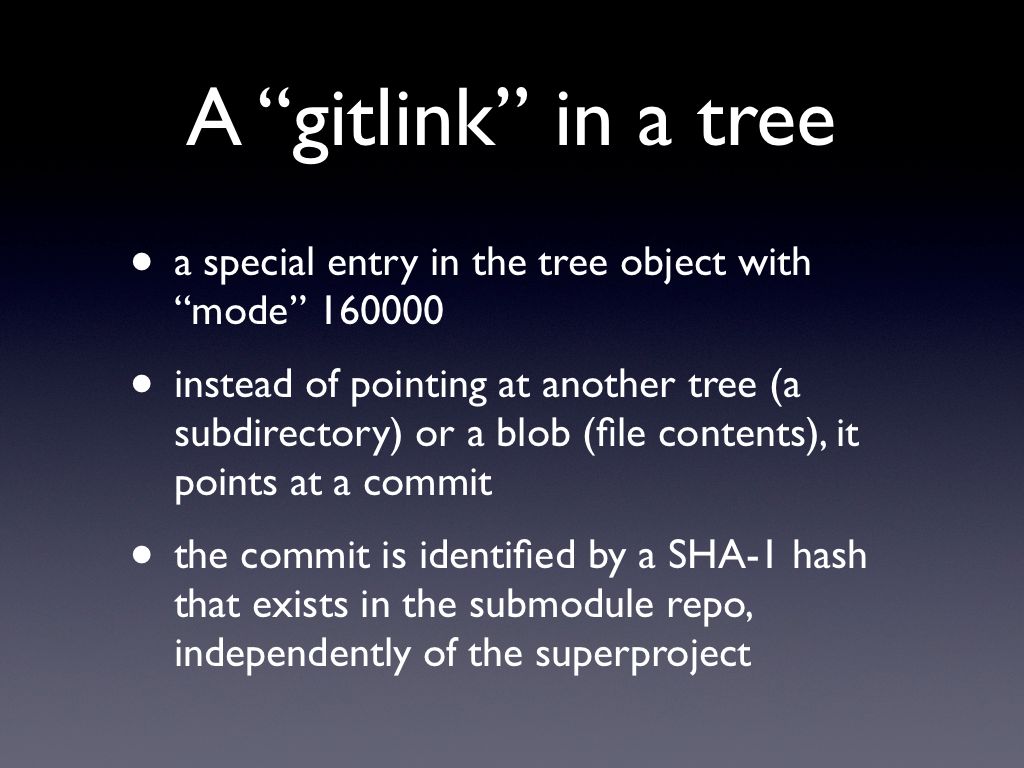 A “gitlink” in a tree
• a special entry in the tree object with
“mode” 160000
• instead of pointing at another tree (a
subdirectory) or a blob (file contents), it
points at a commit
• the commit is identified by a SHA-1 hash
that exists in the submodule repo,
independently of the superproject